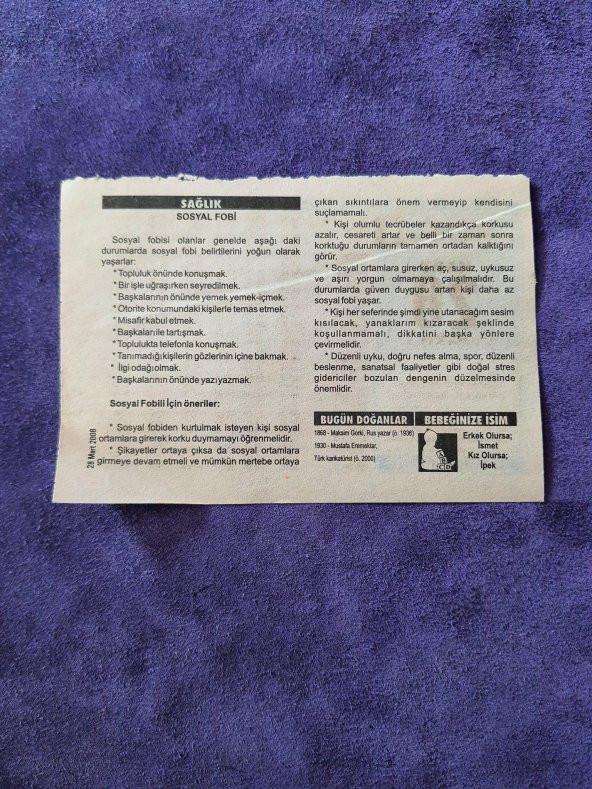 SAĞLIK
SOSYAL FOBİ
Sosyal fobisi olanlar genelde aşağı daki
durumlarda sosyal fobi belirtilerini yoğun olarak
yaşarlar:
* Topluluk önünde konuşmak.
* Bir işle uğraşırken seyredilmek.
* Başkalarının önünde yemek yemek-içmek.
* Otorite konumundaki kişilerle temas etmek.
* Misafir kabul etmek.
* Başkaları ile tartışmak.
* Toplulukta telefonla konuşmak.
* Tanımadığı kişilerin gözlerinin içine bakmak.
* İlgi odağı olmak.
* Başkalarının önünde yazı yazmak.
Sosyal Fobili İçin öneriler:
* Sosyal fobiden kurtulmak isteyen kişi sosyal
ortamlara girerek korku duymamayı öğrenmelidir.
* Şikayetler ortaya çıksa da sosyal ortamlara
girmeye devam etmeli ve mümkün mertebe ortaya
28 Mart 2008
çıkan sıkıntılara önem vermeyip kendisini
suçlamamalı.
* Kişi olumlu tecrübeler kazandıkça korkusu
azalır, cesareti artar ve belli bir zaman sonra
korktuğu durumların tamamen ortadan kalktığını
görür.
* Sosyal ortamlara girerken aç, susuz, uykusuz
ve aşırı yorgun olmamaya çalışılmalıdır. Bu
durumlarda güven duygusu artan kişi daha az
sosyal fobi yaşar.
* Kişi her seferinde şimdi yine utanacağım sesim
kısılacak, yanaklarım kızaracak şeklinde
koşullanmamalı, dikkatini başka yönlere
çevirmelidir.
* Düzenli uyku, doğru nefes alma, spor, düzenli
beslenme, sanatsal faaliyetler gibi doğal stres
gidericiler bozulan dengenin düzelmesinde
önemlidir.
BUGÜN DOĞANLAR
1868 - Maksim Gorki, Rus yazar (ö. 1936)
1930 - Mustafa Eremektar,
Türk karikatürist (ö. 2000)
BEBEĞİNİZE İSİM
Erkek Olursa;
İsmet
Kız Olursa;
İpek